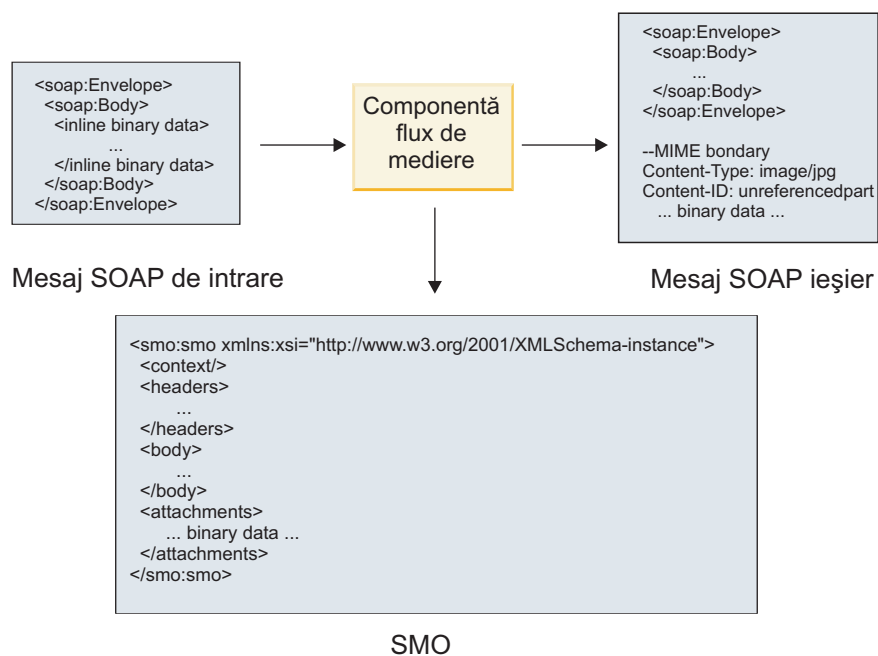 <soap:Envelope>
<soap:Body>
<inline binary data>
...
</inline binary data>
</soap:Body>
</soap:Envelope>
Mesaj SOAP de intrare
Componentă
flux de
mediere
<soap:Envelope>
<soap:Body>
...
</soap:Body>
</soap:Envelope>
--MIME bondary
Content-Type: image/jpg
Content-ID: unreferencedpart
... binary data ...
Mesaj SOAP ieşier
<smo:smo xmlns:xsi="http://www.w3.org/2001/XMLSchema-instance">
<context/>
<headers>
...
</headers>
<body>
...
</body>
<attachments>
... binary data ...
</attachments>
</smo:smo>
SMO